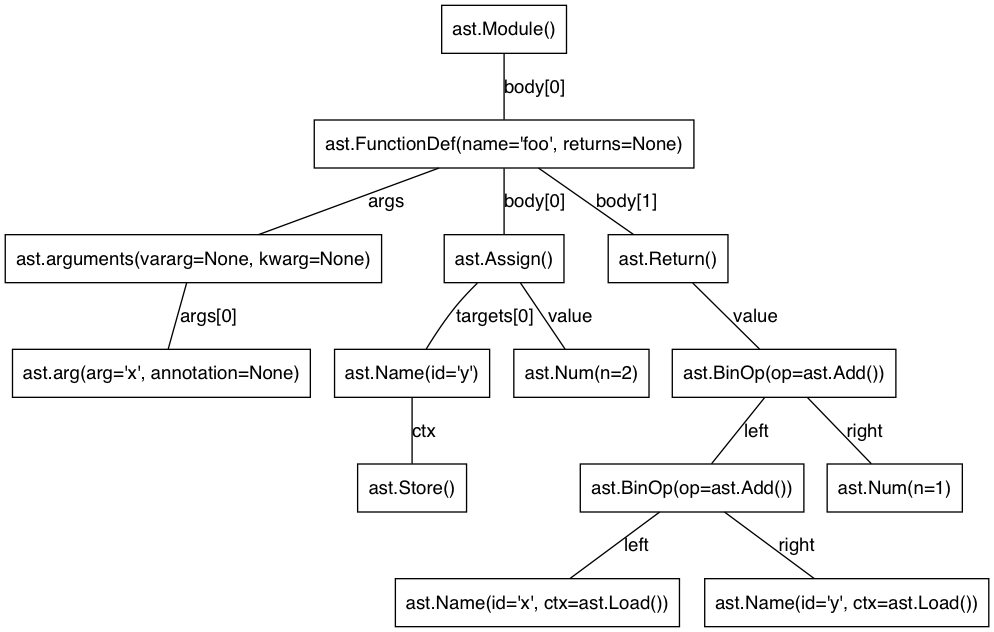 ast.Module()
body[0]
ast.FunctionDef(name='foo', returns=None)
args
body[0]
body[1]
ast.arguments(vararg=None, kwarg=None)
ast.Assign()
ast.Return()
args[0]
targets[0]
value
value
ast.arg(arg='x', annotation=None)
ast.Name(id='y')
ast.Num(n=2)
ast.BinOp(op=ast.Add())
ctx
left
right
ast.Store()
ast.BinOp(op=ast.Add())
ast.Num(n=1)
left
right
ast.Name(id='x', ctx=ast.Load())
ast.Name(id='y', ctx=ast.Load())